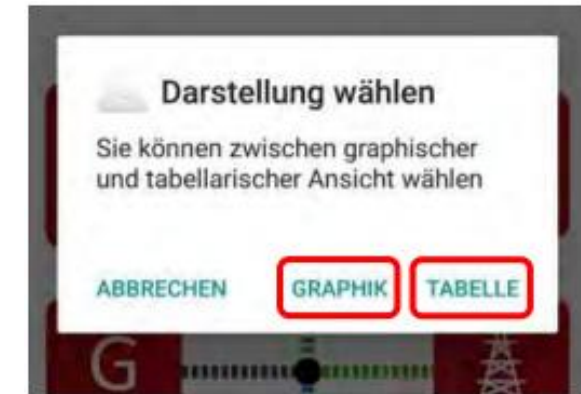 Darstellung wählen
Sie können zwischen graphischer
und tabellarischer Ansicht wählen
ABBRECHEN GRAPHIK TABELLE
G